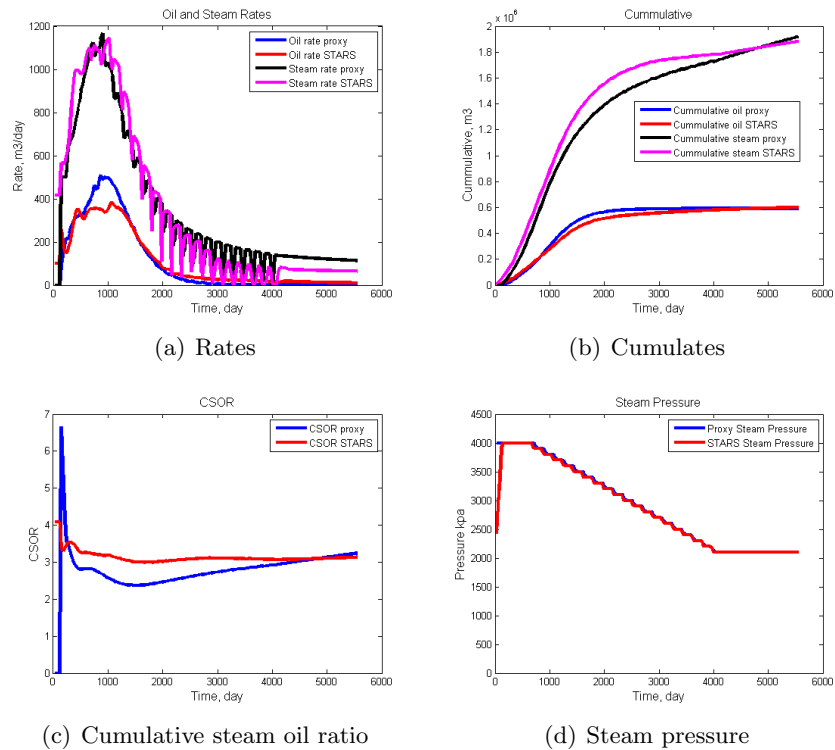 Oil and Steam Rates
Rate, m3/day
1200
1000
800
600
400
200
0
Oil rate proxy
Oil rate STARS
Steam rate proxy
Steam rate STARS
0 1000 2000 3000 4000 5000 6000
Time, day
(a) Rates
Cummulative
x 10^6
Cummulative, m3
2
1.8
1.6
1.4
1.2
1
0.8
0.6
0.4
0.2
0
Cummulative oil proxy
Cummulative oil STARS
Cummulative steam proxy
Cummulative steam STARS
0 1000 2000 3000 4000 5000 6000
Time, day
(b) Cumulates
CSOR
CSOR
7
6
5
4
3
2
1
0
CSOR proxy
CSOR STARS
0 1000 2000 3000 4000 5000 6000
Time, day
(c) Cumulative steam oil ratio
Steam Pressure
Pressure kpa
4500
4000
3500
3000
2500
2000
1500
1000
500
0
Proxy Steam Pressure
STARS Steam Pressure
0 1000 2000 3000 4000 5000 6000
Time, day
(d) Steam pressure